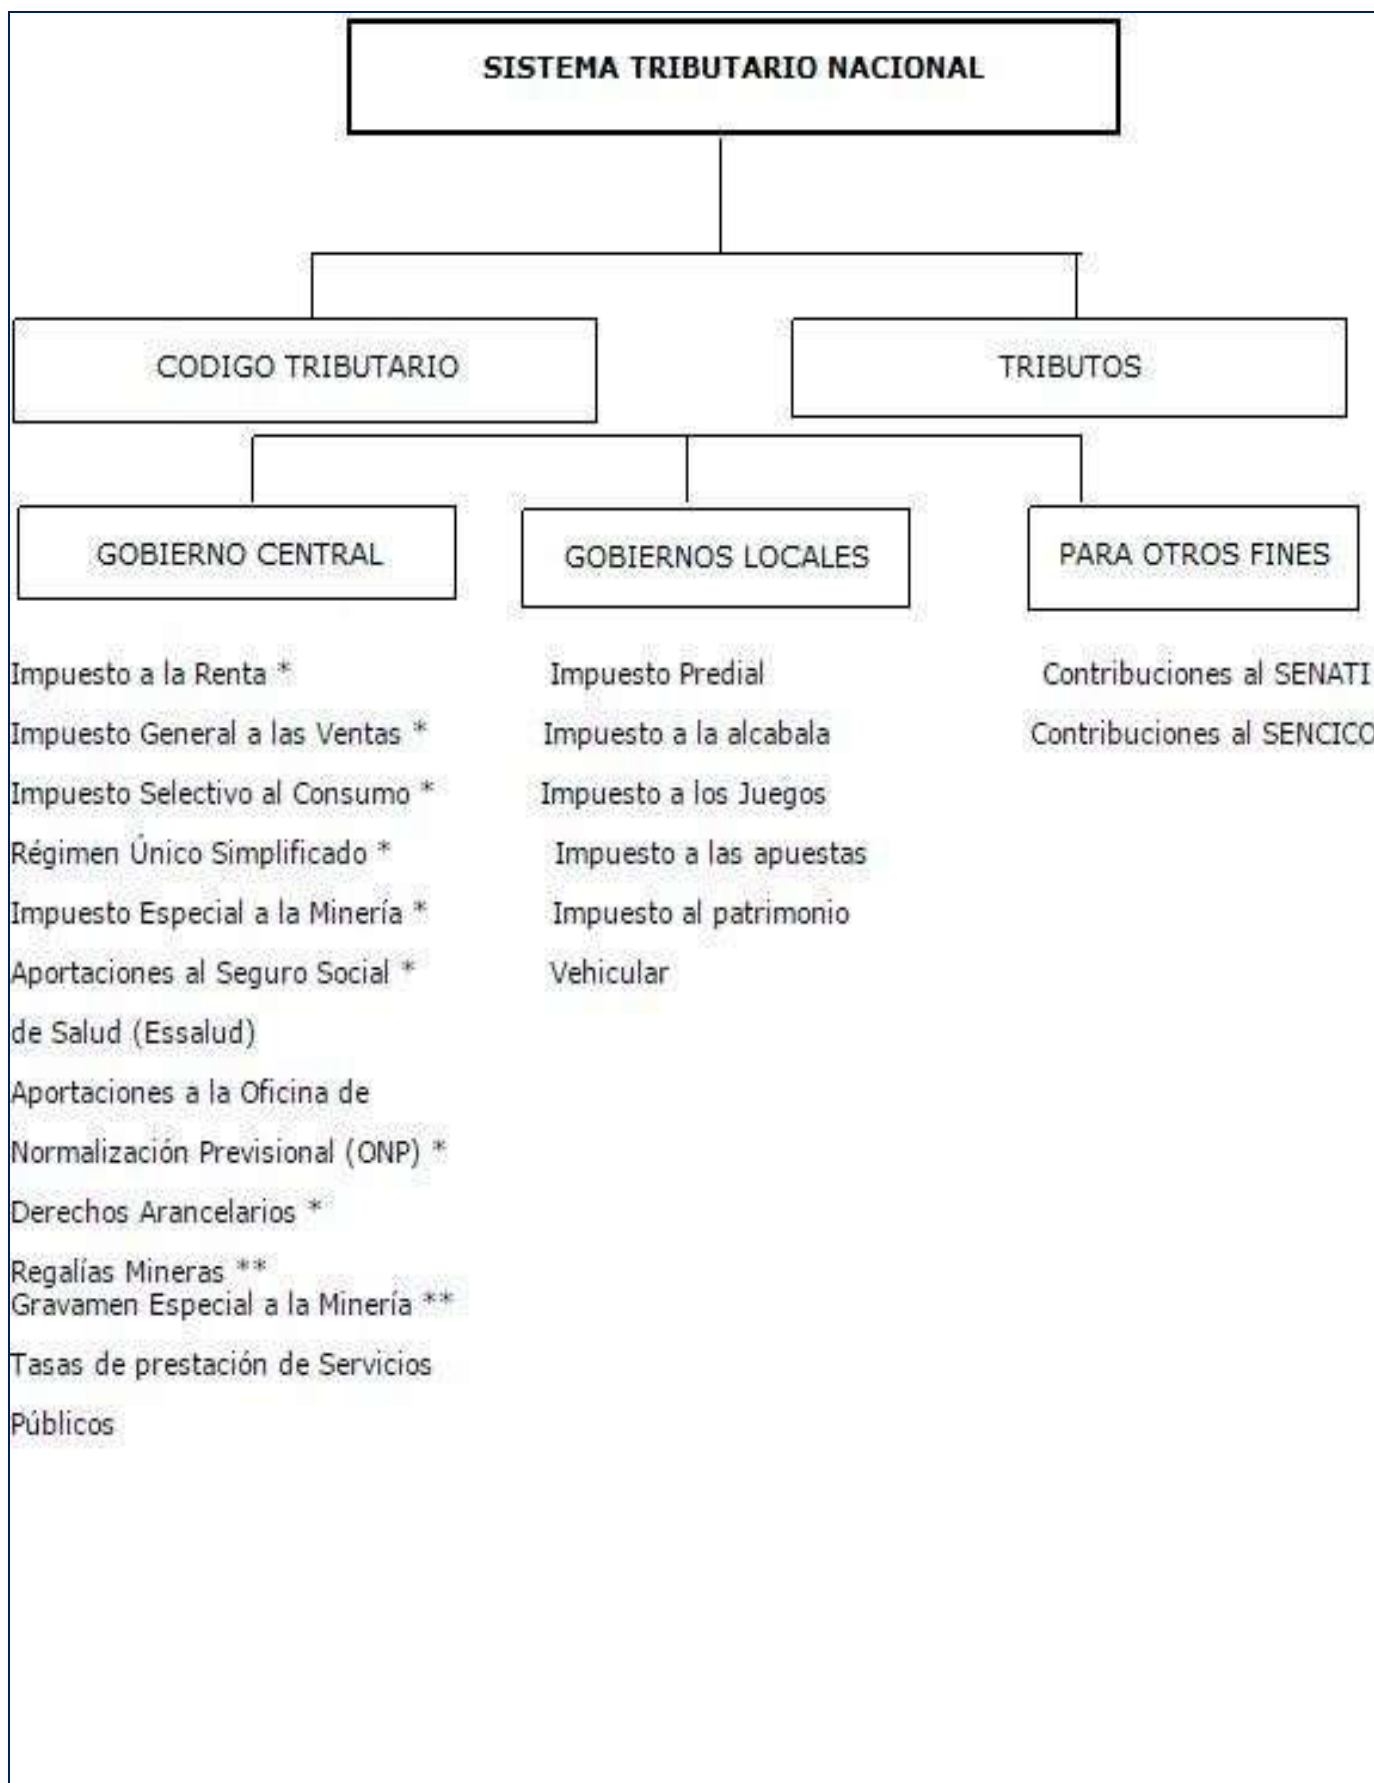 SISTEMA TRIBUTARIO NACIONAL
CODIGO TRIBUTARIO
TRIBUTOS
GOBIERNO CENTRAL
GOBIERNOS LOCALES
PARA OTROS FINES
Impuesto a la Renta *
Impuesto General a las Ventas *
Impuesto Selectivo al Consumo *
Régimen Único Simplificado *
Impuesto Especial a la Minería *
Aportaciones al Seguro Social *
de Salud (Essalud)
Aportaciones a la Oficina de
Normalización Previsional (ONP) *
Derechos Arancelarios *
Regalías Mineras **
Gravamen Especial a la Minería **
Tasas de prestación de Servicios
Públicos
Impuesto Predial
Impuesto a la alcabala
Impuesto a los Juegos
Impuesto a las apuestas
Impuesto al patrimonio
Vehicular
Contribuciones al SENATI
Contribuciones al SENCICO